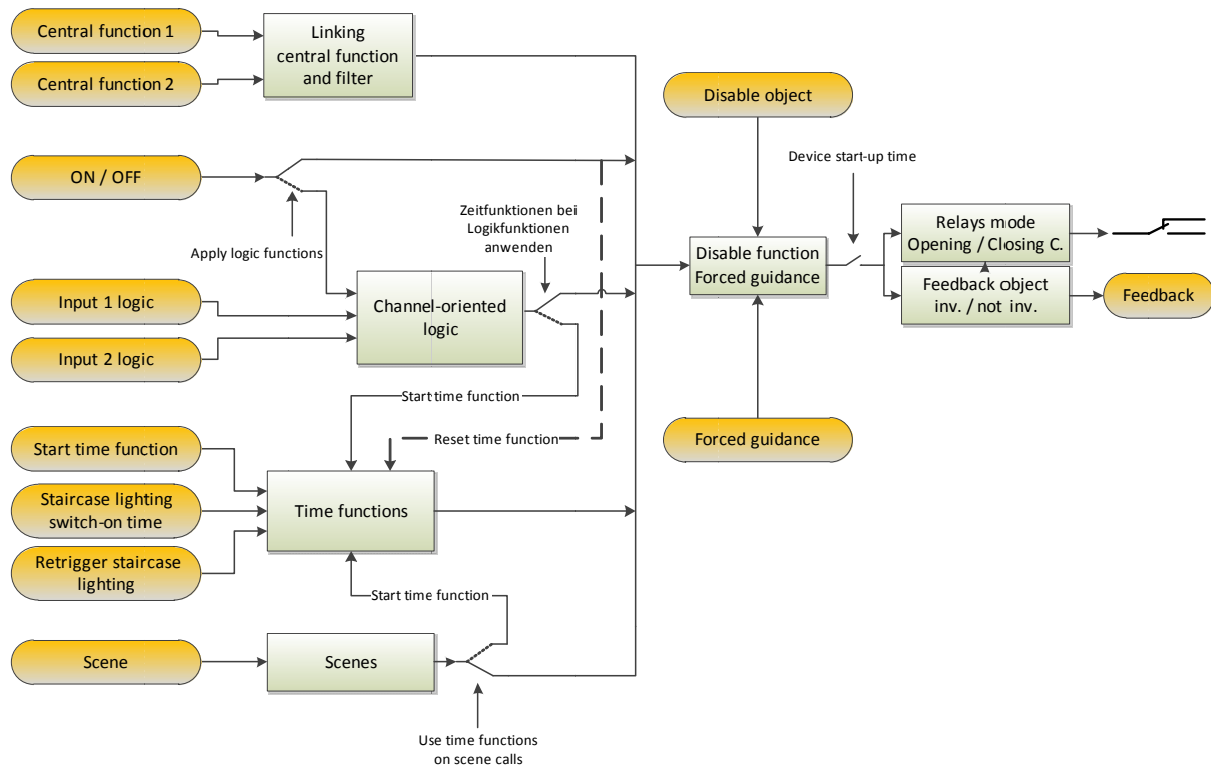 Central function 1
Central function 2
Linking
central function
and filter
Disable object
ON / OFF
Apply logic functions
Zeitfunktionen bei
Logikfunktionen
anwenden
Device start-up time
Disable function
Forced guidance
Relays mode
Opening / Closing C.
Feedback object
inv. / not inv.
Feedback
Input 1 logic
Input 2 logic
Channel-oriented
logic
Start time function
Reset time function
Forced guidance
Start time function
Staircase lighting
switch-on time
Retrigger staircase
lighting
Time functions
Start time function
Scene
Scenes
Use time functions
on scene calls